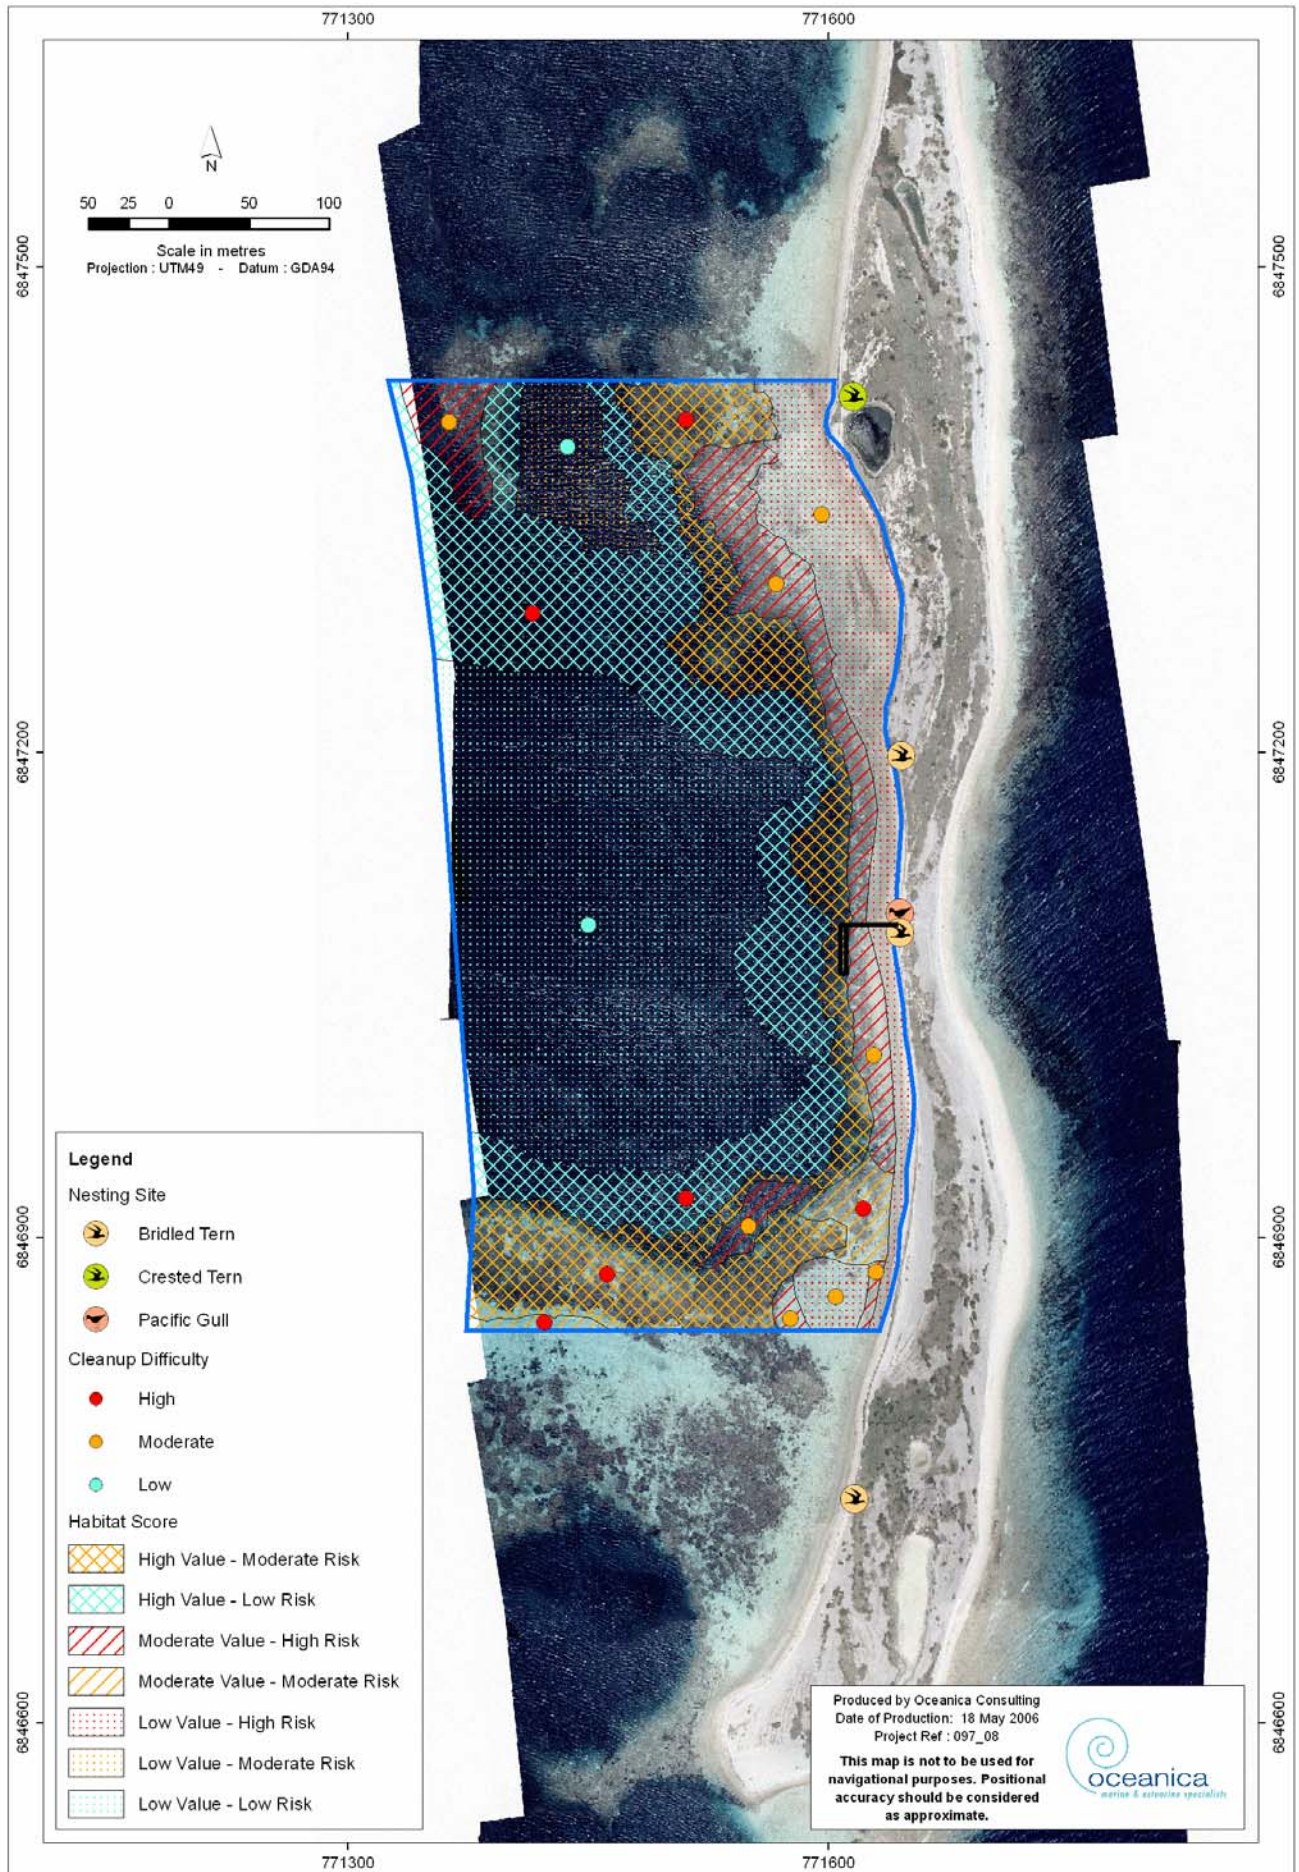 771300
771600
N
50 25 0 50 100
Scale in metres
Projection : UTM49 - Datum : GDA94
6847500
6847500
6847200
6847200
6846900
6846900
6846600
6846600
Legend
Nesting Site
Bridled Tern
Crested Tern
Pacific Gull
Cleanup Difficulty
High
Moderate
Low
Habitat Score
High Value - Moderate Risk
High Value - Low Risk
Moderate Value - High Risk
Moderate Value - Moderate Risk
Low Value - High Risk
Low Value - Moderate Risk
Low Value - Low Risk
Produced by Oceanica Consulting
Date of Production: 18 May 2006
Project Ref : 097_08
This map is not to be used for
navigational purposes. Positional
accuracy should be considered
as approximate.
oceanica
marine & estuarine specialists
771300
771600